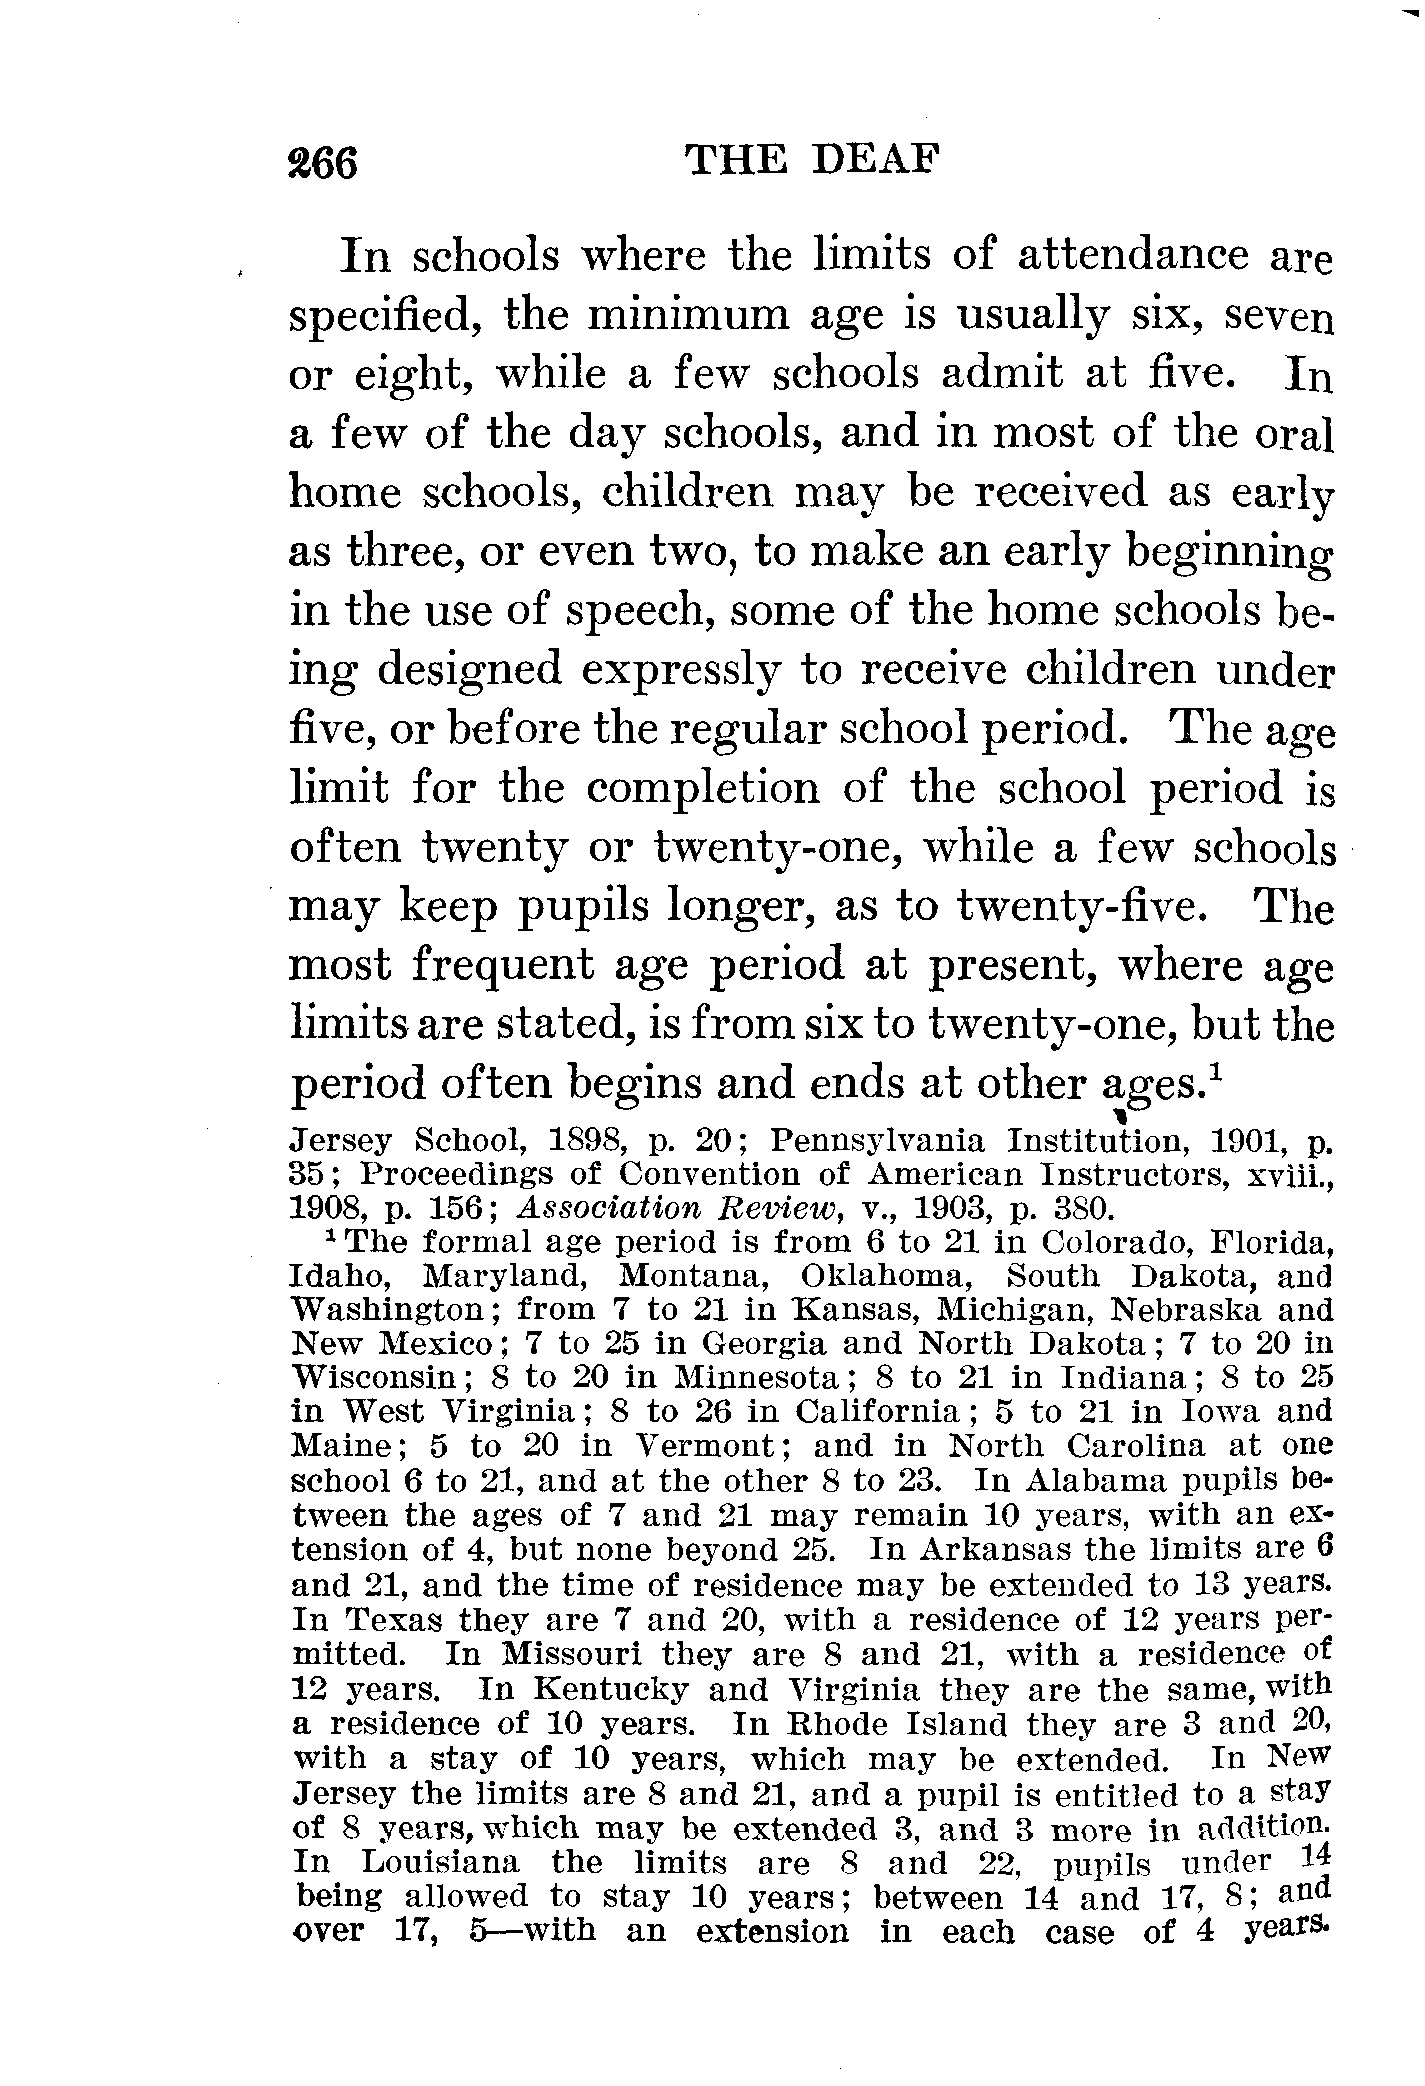 266 THE DEAF
In schools where the limits of attendance are
specified, the minimum age is usually six, seven
or eight, while a few schools admit at five. In
a few of the day schools, and in most of the oral
home schools, children may be received as early
as three, or even two, to make an early beginning
in the use of speech, some of the home schools be-
ing designed expressly to receive children under
five, or before the regular school period. The age
limit for the completion of the school period is
often twenty or twenty-one, while a few schools
may keep pupils longer, as to twenty-five. The
most frequent age period at present, where age
limits are stated, is from six to twenty-one, but the
period often begins and ends at other ages.¹
Jersey School, 1898, p. 20; Pennsylvania Institution, 1901, p.
35; Proceedings of Convention of American Instructors, xviii.,
1908, p. 156; Association Review, v., 1903, p. 380.
¹ The formal age period is from 6 to 21 in Colorado, Florida,
Idaho, Maryland, Montana, Oklahoma, South Dakota, and
Washington; from 7 to 21 in Kansas, Michigan, Nebraska and
New Mexico; 7 to 25 in Georgia and North Dakota; 7 to 20 in
Wisconsin; 8 to 20 in Minnesota; 8 to 21 in Indiana; 8 to 25
in West Virginia; 8 to 26 in California; 5 to 21 in Iowa and
Maine; 5 to 20 in Vermont; and in North Carolina at one
school 6 to 21, and at the other 8 to 23. In Alabama pupils be-
tween the ages of 7 and 21 may remain 10 years, with an ex-
tension of 4, but none beyond 25. In Arkansas the limits are 6
and 21, and the time of residence may be extended to 13 years.
In Texas they are 7 and 20, with a residence of 12 years per-
mitted. In Missouri they are 8 and 21, with a residence of
12 years. In Kentucky and Virginia they are the same, with
a residence of 10 years. In Rhode Island they are 3 and 20,
with a stay of 10 years, which may be extended. In New
Jersey the limits are 8 and 21, and a pupil is entitled to a stay
of 8 years, which may be extended 3, and 3 more in addition.
In Louisiana the limits are 8 and 22, pupils under 14
being allowed to stay 10 years; between 14 and 17, 8; and
over 17, 5—with an extension in each case of 4 years.